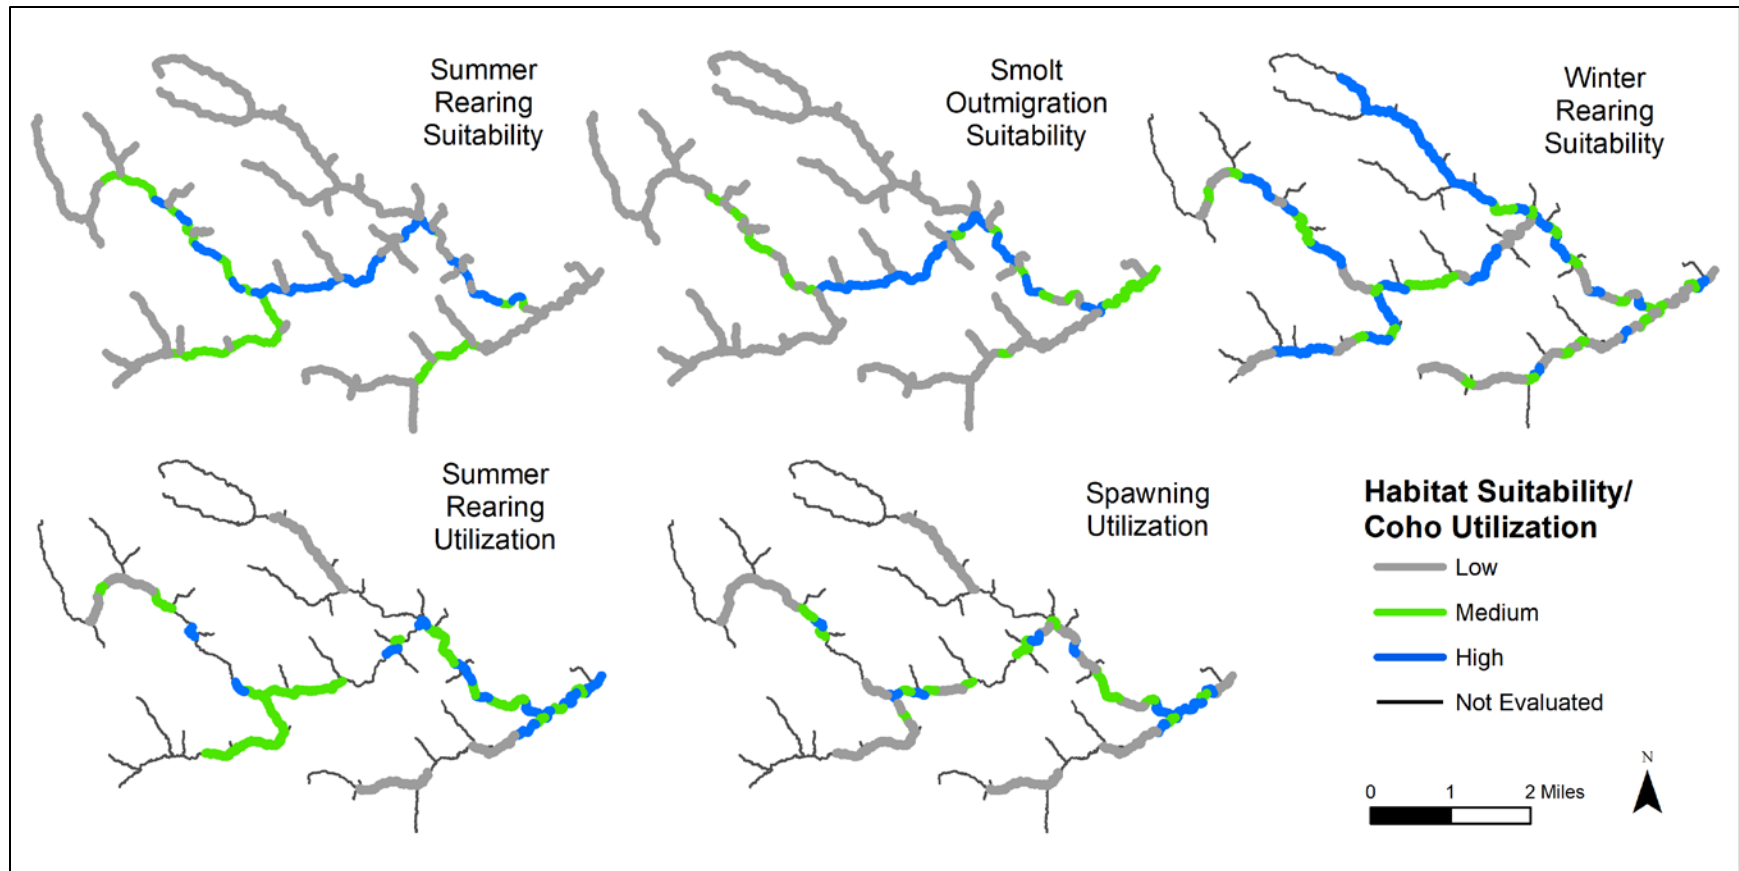 Summer
Rearing
Suitability
Smolt
Outmigration
Suitability
Winter
Rearing
Suitability
Summer
Rearing
Utilization
Spawning
Utilization
Habitat Suitability/
Coho Utilization
Low
Medium
High
Not Evaluated
N
0 1 2 Miles